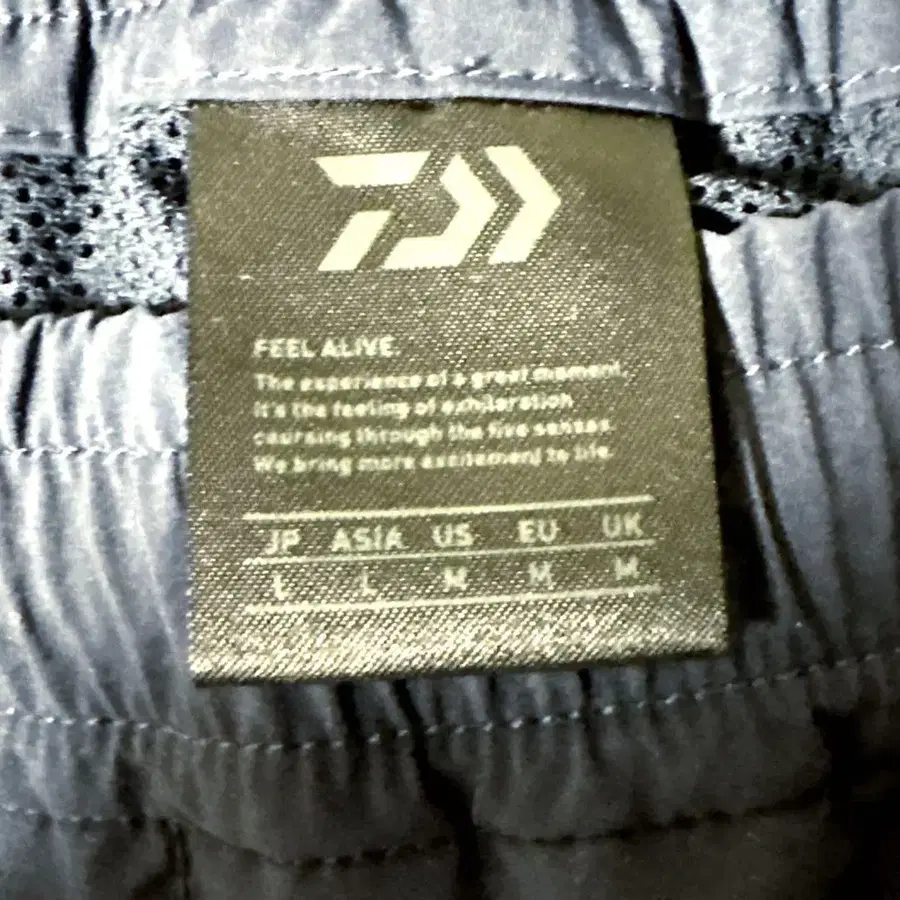 FEEL ALIVE.
The experience of a great moment,
it's the feeling of exhilaration
coursing through the five senses.
We bring more excitement to life.
JP ASIA US EU UK
L L M M M